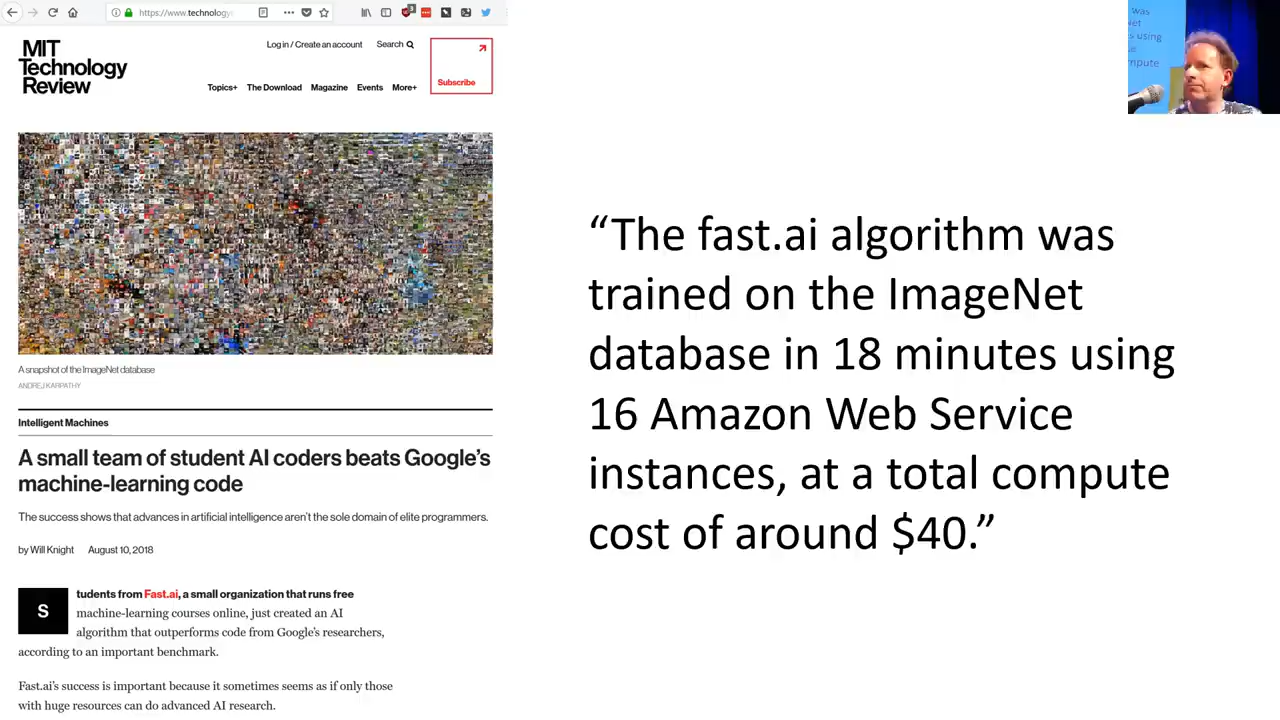 https://www.technology
MIT
Technology
Review
Log in / Create an account
Search
Subscribe
Topics+
The Download
Magazine
Events
More+
A snapshot of the ImageNet database
ANDREJ KARPATHY
Intelligent Machines
A small team of student AI coders beats Google's
machine-learning code
The success shows that advances in artificial intelligence aren't the sole domain of elite programmers.
by Will Knight August 10, 2018
S
tudents from Fast.ai, a small organization that runs free
machine-learning courses online, just created an AI
algorithm that outperforms code from Google's researchers,
according to an important benchmark.
Fast.ai's success is important because it sometimes seems as if only those
with huge resources can do advanced AI research.
“The fast.ai algorithm was
trained on the ImageNet
database in 18 minutes using
16 Amazon Web Service
instances, at a total compute
cost of around $40.”
was
using